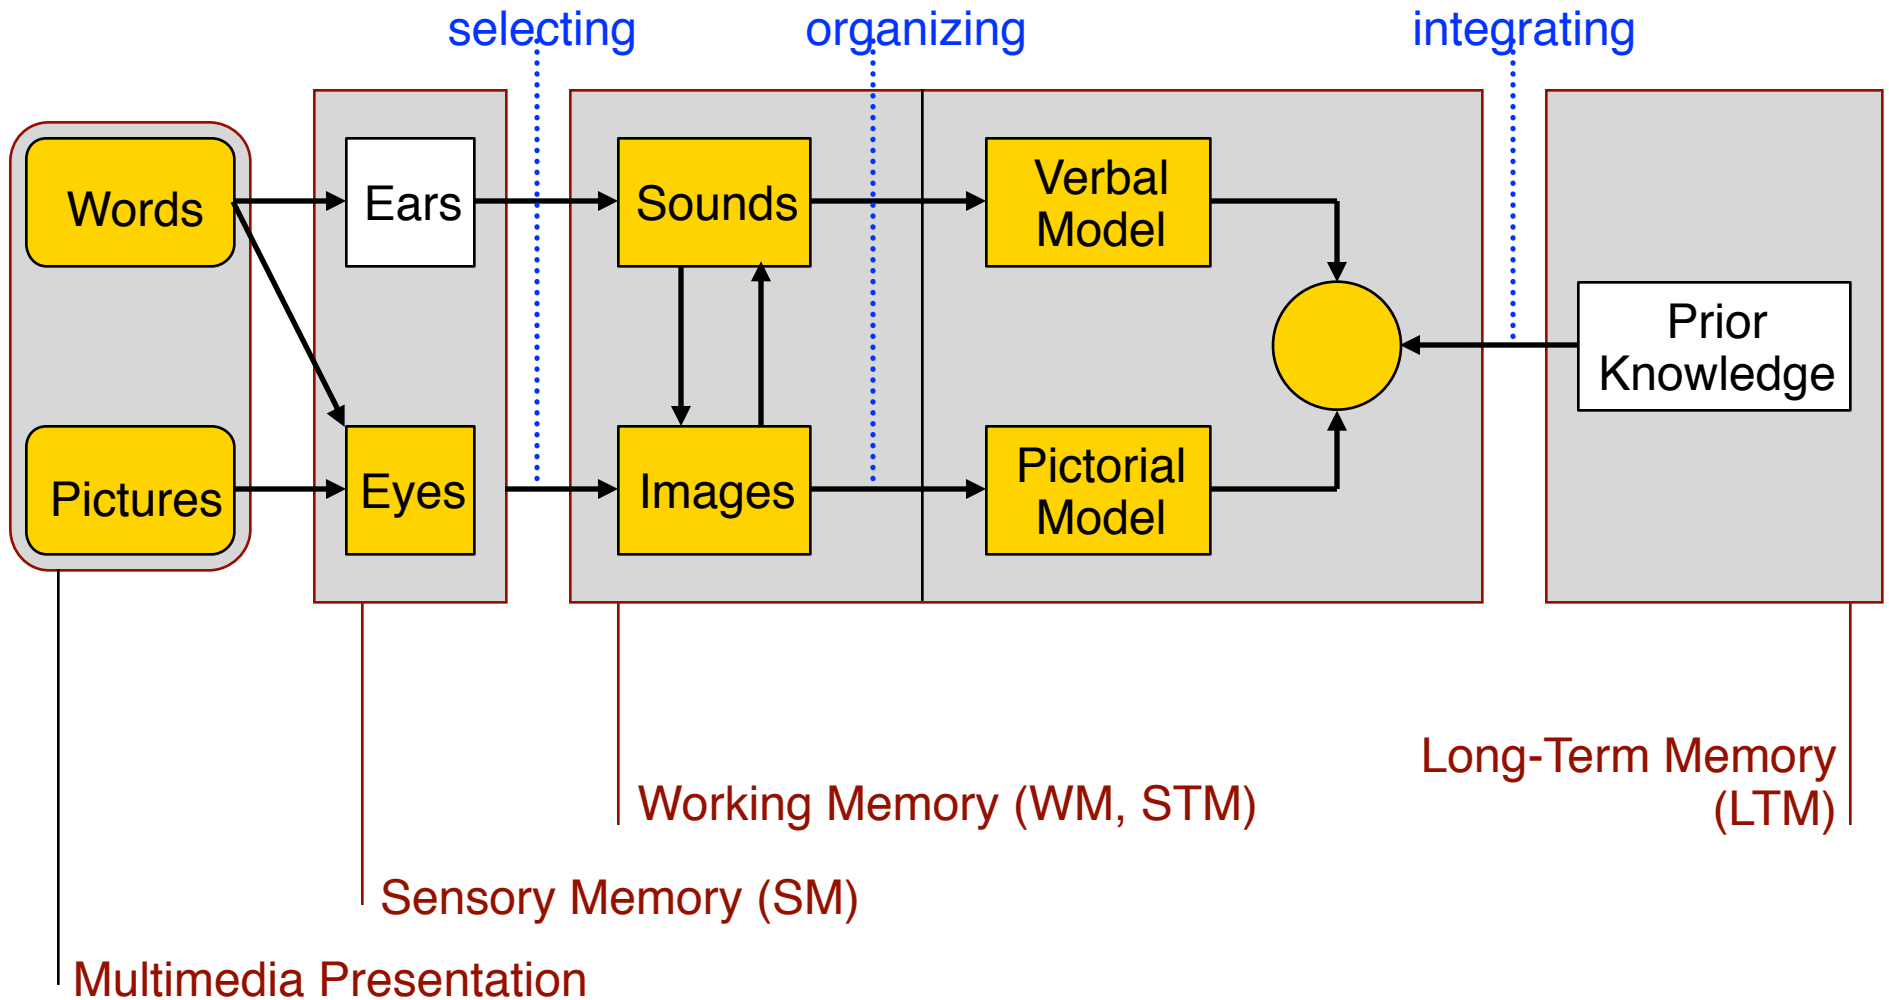 selecting
organizing
integrating
Words
Ears
Sounds
Verbal
Model
Prior
Knowledge
Pictures
Eyes
Images
Pictorial
Model
Long-Term Memory
(LTM)
Working Memory (WM, STM)
Sensory Memory (SM)
Multimedia Presentation